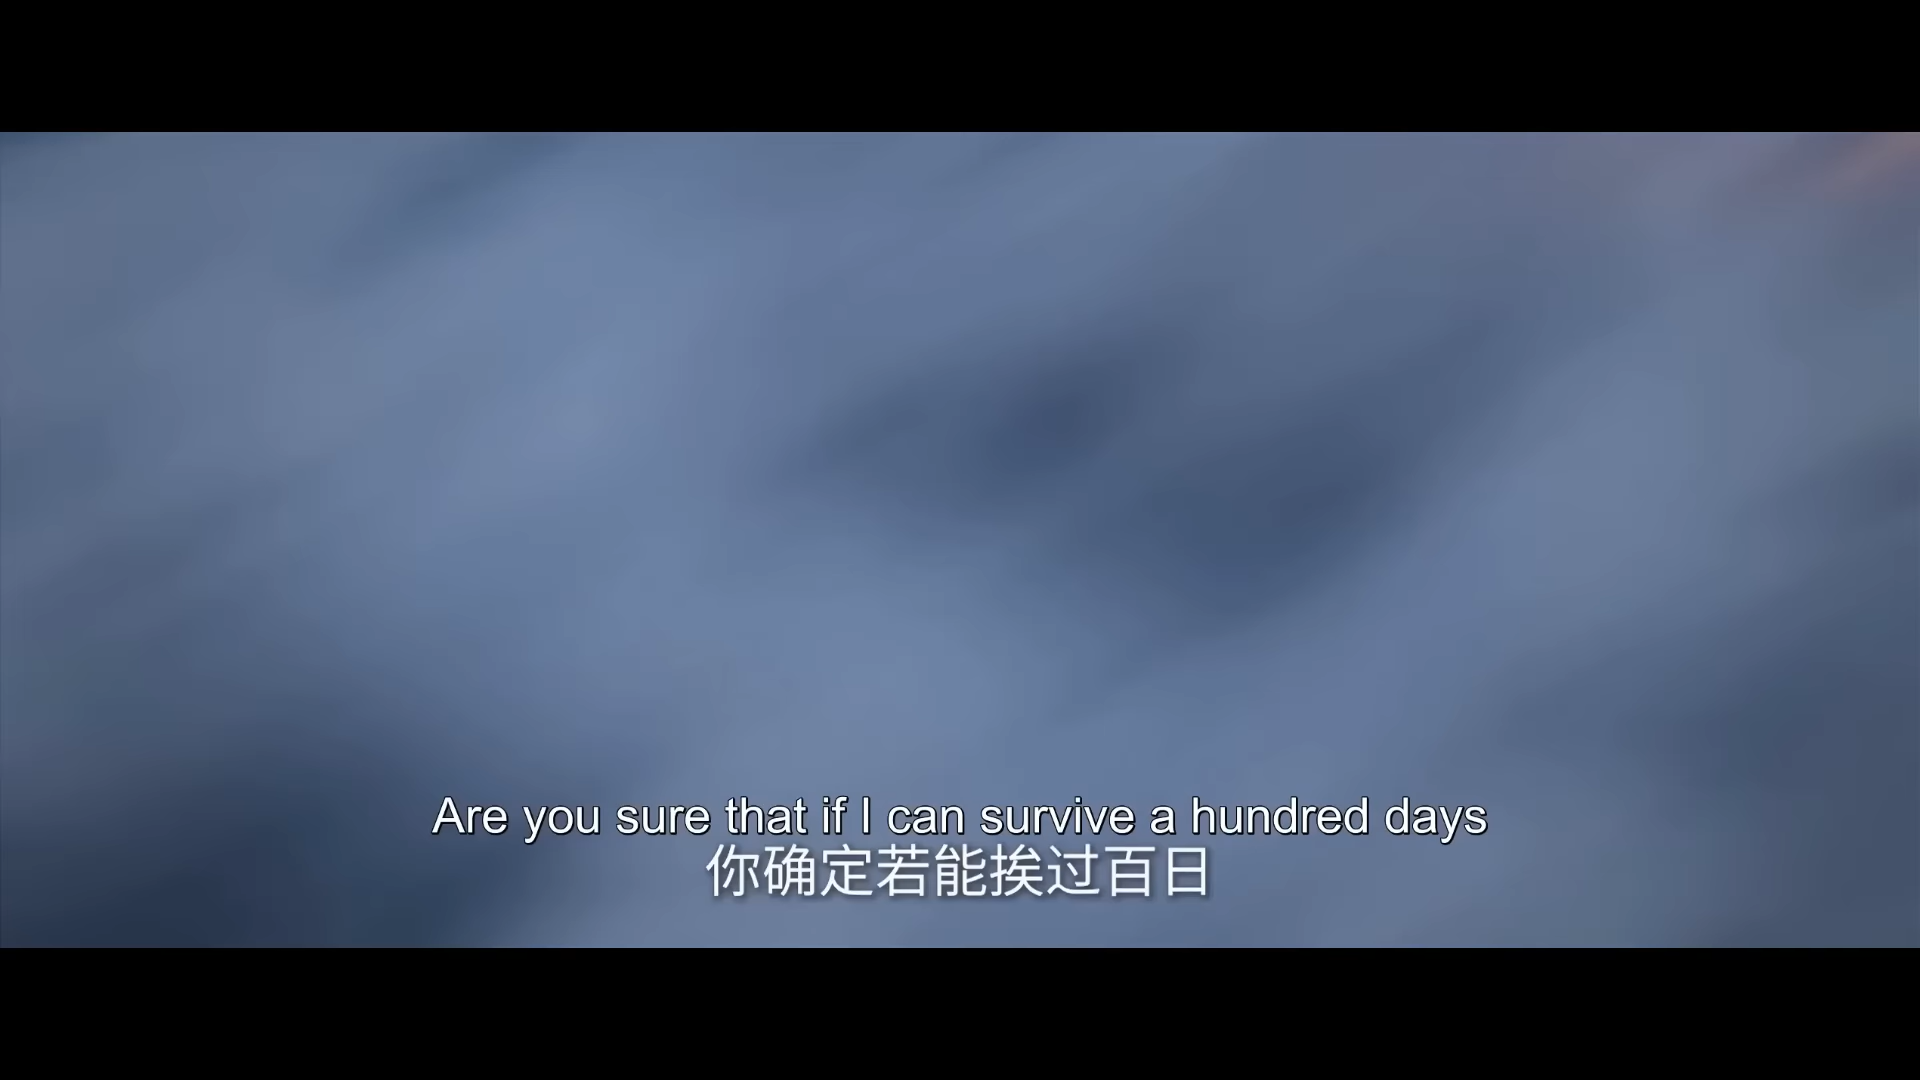 Are you sure that if I can survive a hundred days
你确定若能挨过百日